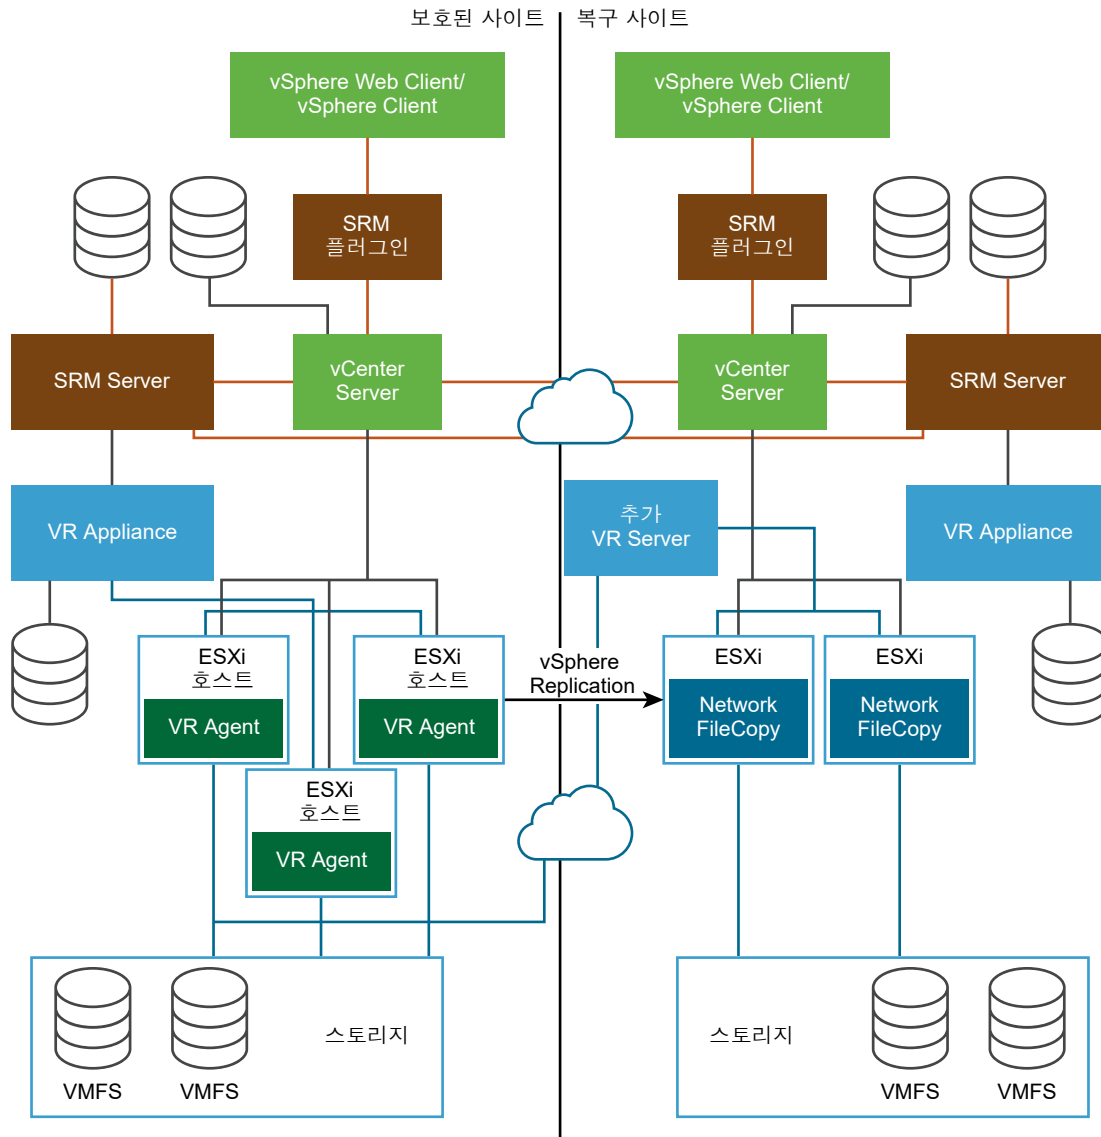 보호된 사이트
복구 사이트
vSphere Web Client/
vSphere Client
vSphere Web Client/
vSphere Client
SRM
플러그인
SRM
플러그인
SRM Server
vCenter
Server
vCenter
Server
SRM Server
VR Appliance
추가
VR Server
VR Appliance
ESXi
호스트
VR Agent
ESXi
호스트
VR Agent
vSphere
Replication
ESXi
Network
FileCopy
ESXi
Network
FileCopy
ESXi
호스트
VR Agent
VMFS
VMFS
스토리지
스토리지
VMFS
VMFS